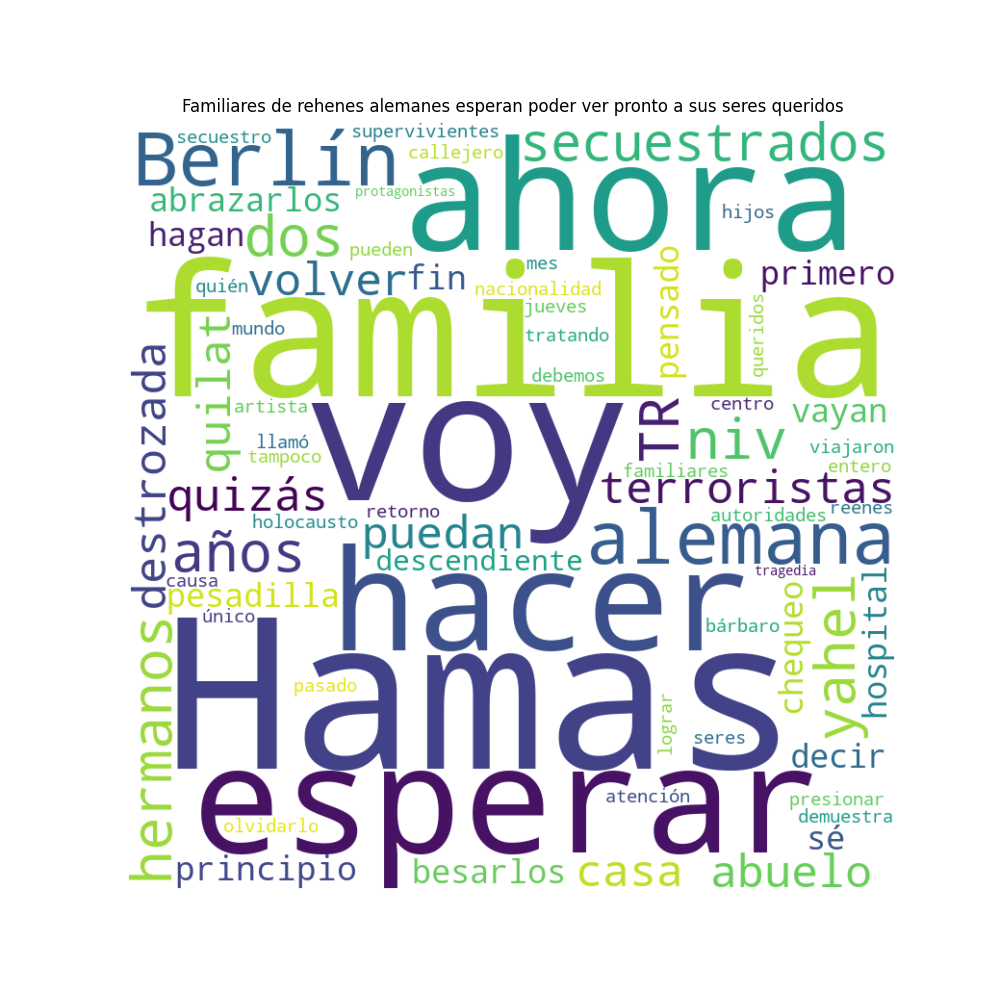 Familiares de rehenes alemanes esperan poder ver pronto a sus seres queridos
secuestro
supervivientes
secuestrados
Berlín
callejero
ahora
protagonistas
abrazarlos
hijos
hagan
dos
pueden
familia
mes
pensado
primero
quién
volver
fin
nacionalidad
queridos
jueves
mundo
quilat
tratando
debemos
destrozada
artista
voy
TR
centro
vayan
llamó
niv
viajaron
tampoco
familiares
entero
quizás
terroristas
retorno
reenes
holocausto
autoridades
puedan
alemana
años
descendiente
tragedia
causa
hacer
hospital
pesadilla
chequeo
yahel
único
bárbaro
hermanos
Hamas
pasado
lograr
seres
decir
esperar
atención
presionar
demuestra
olvidarlo
sé
principio
besarlos
casa
abuelo